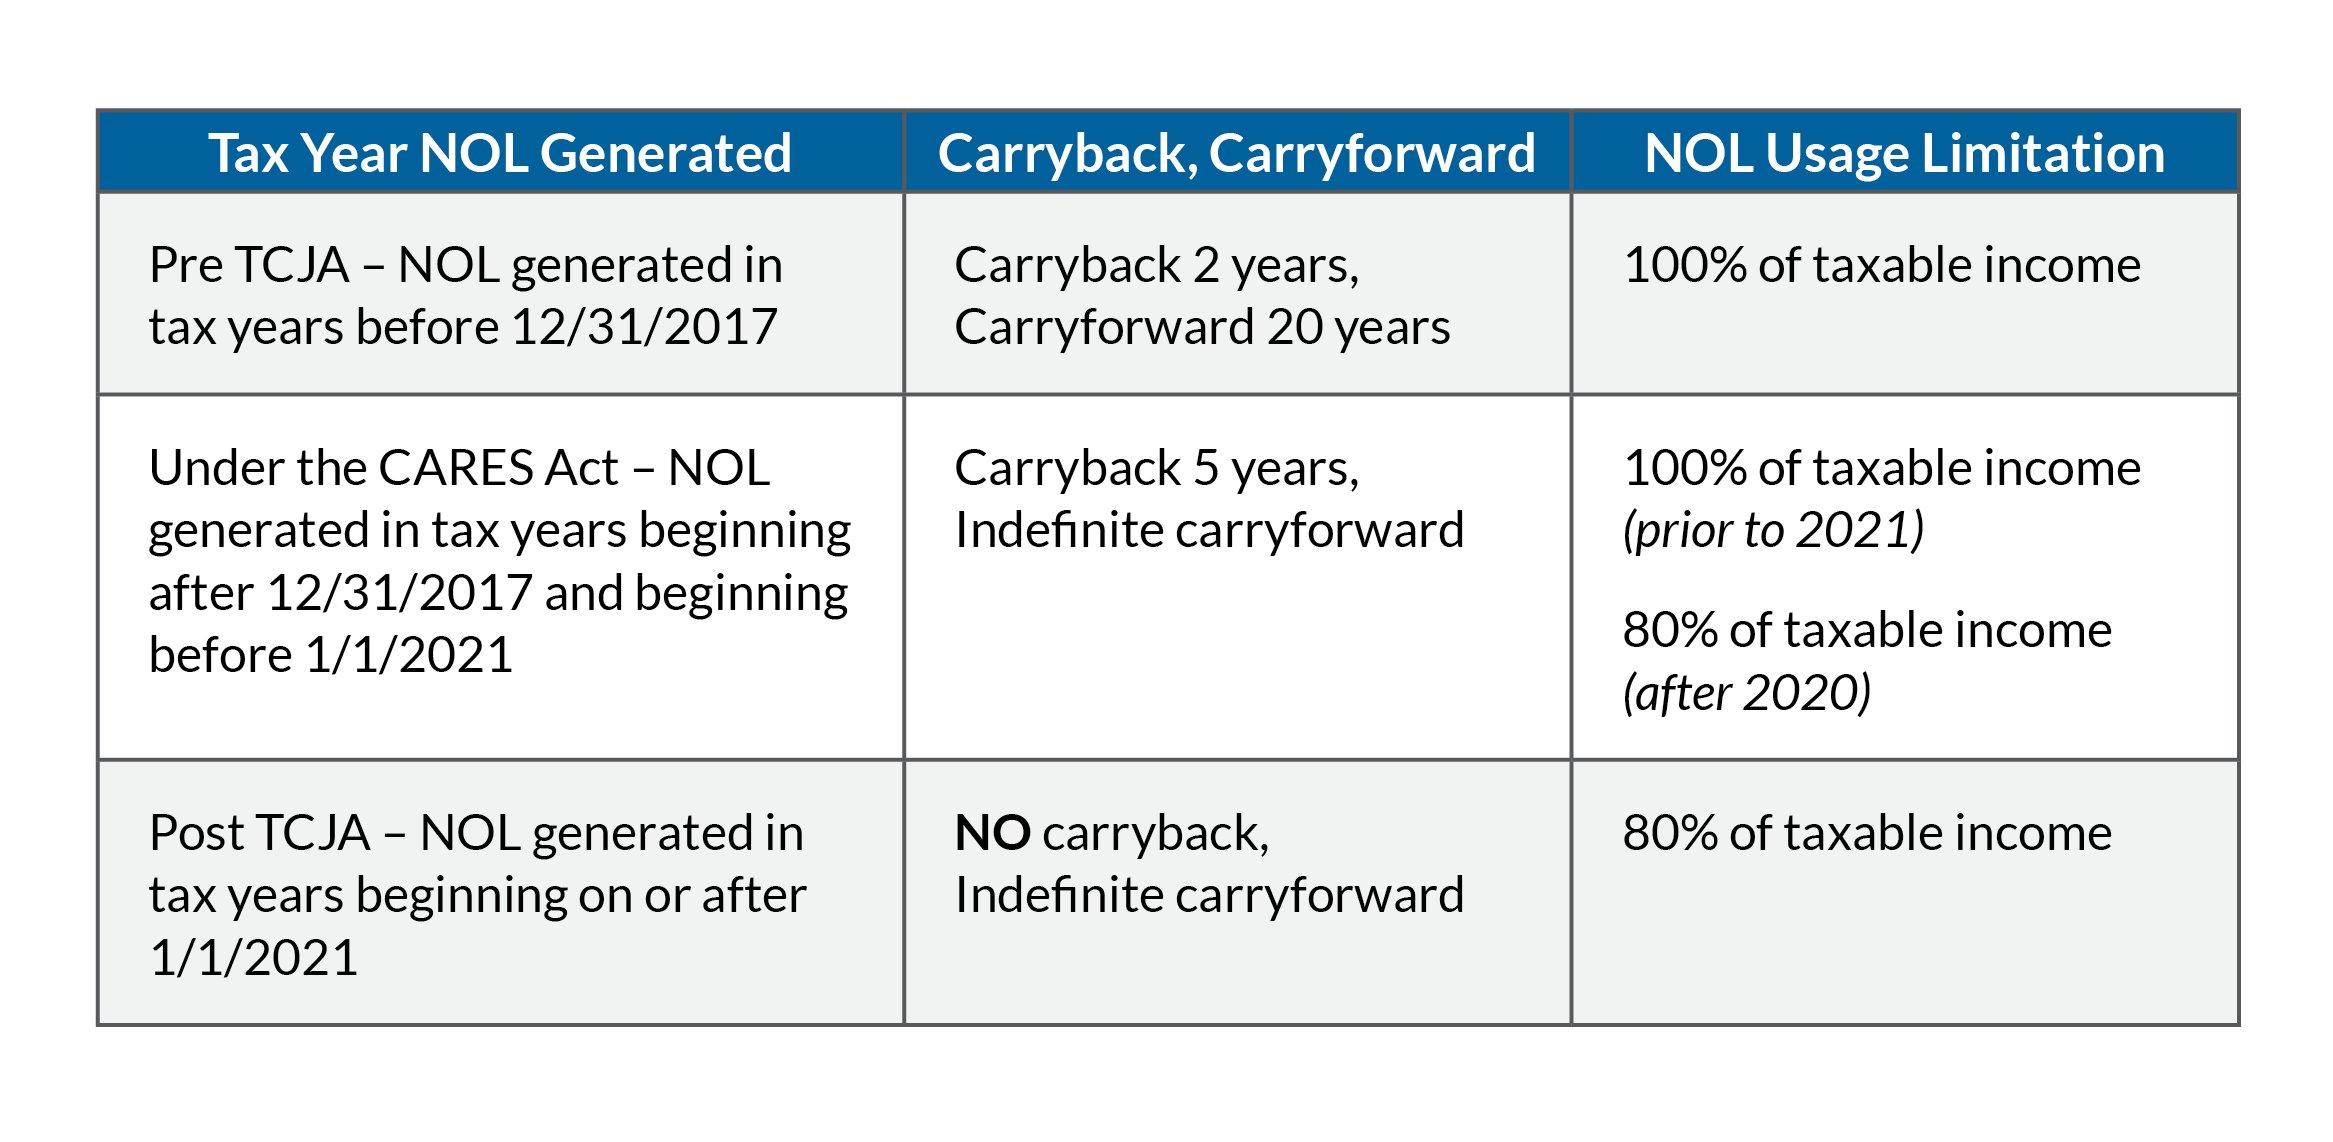 Tax Year NOL Generated
Carryback, Carryforward
NOL Usage Limitation
Pre TCJA – NOL generated in
tax years before 12/31/2017
Carryback 2 years,
Carryforward 20 years
100% of taxable income
Under the CARES Act – NOL
generated in tax years beginning
after 12/31/2017 and beginning
before 1/1/2021
Carryback 5 years,
Indefinite carryforward
100% of taxable income
(prior to 2021)
80% of taxable income
(after 2020)
Post TCJA – NOL generated in
tax years beginning on or after
1/1/2021
NO carryback,
Indefinite carryforward
80% of taxable income